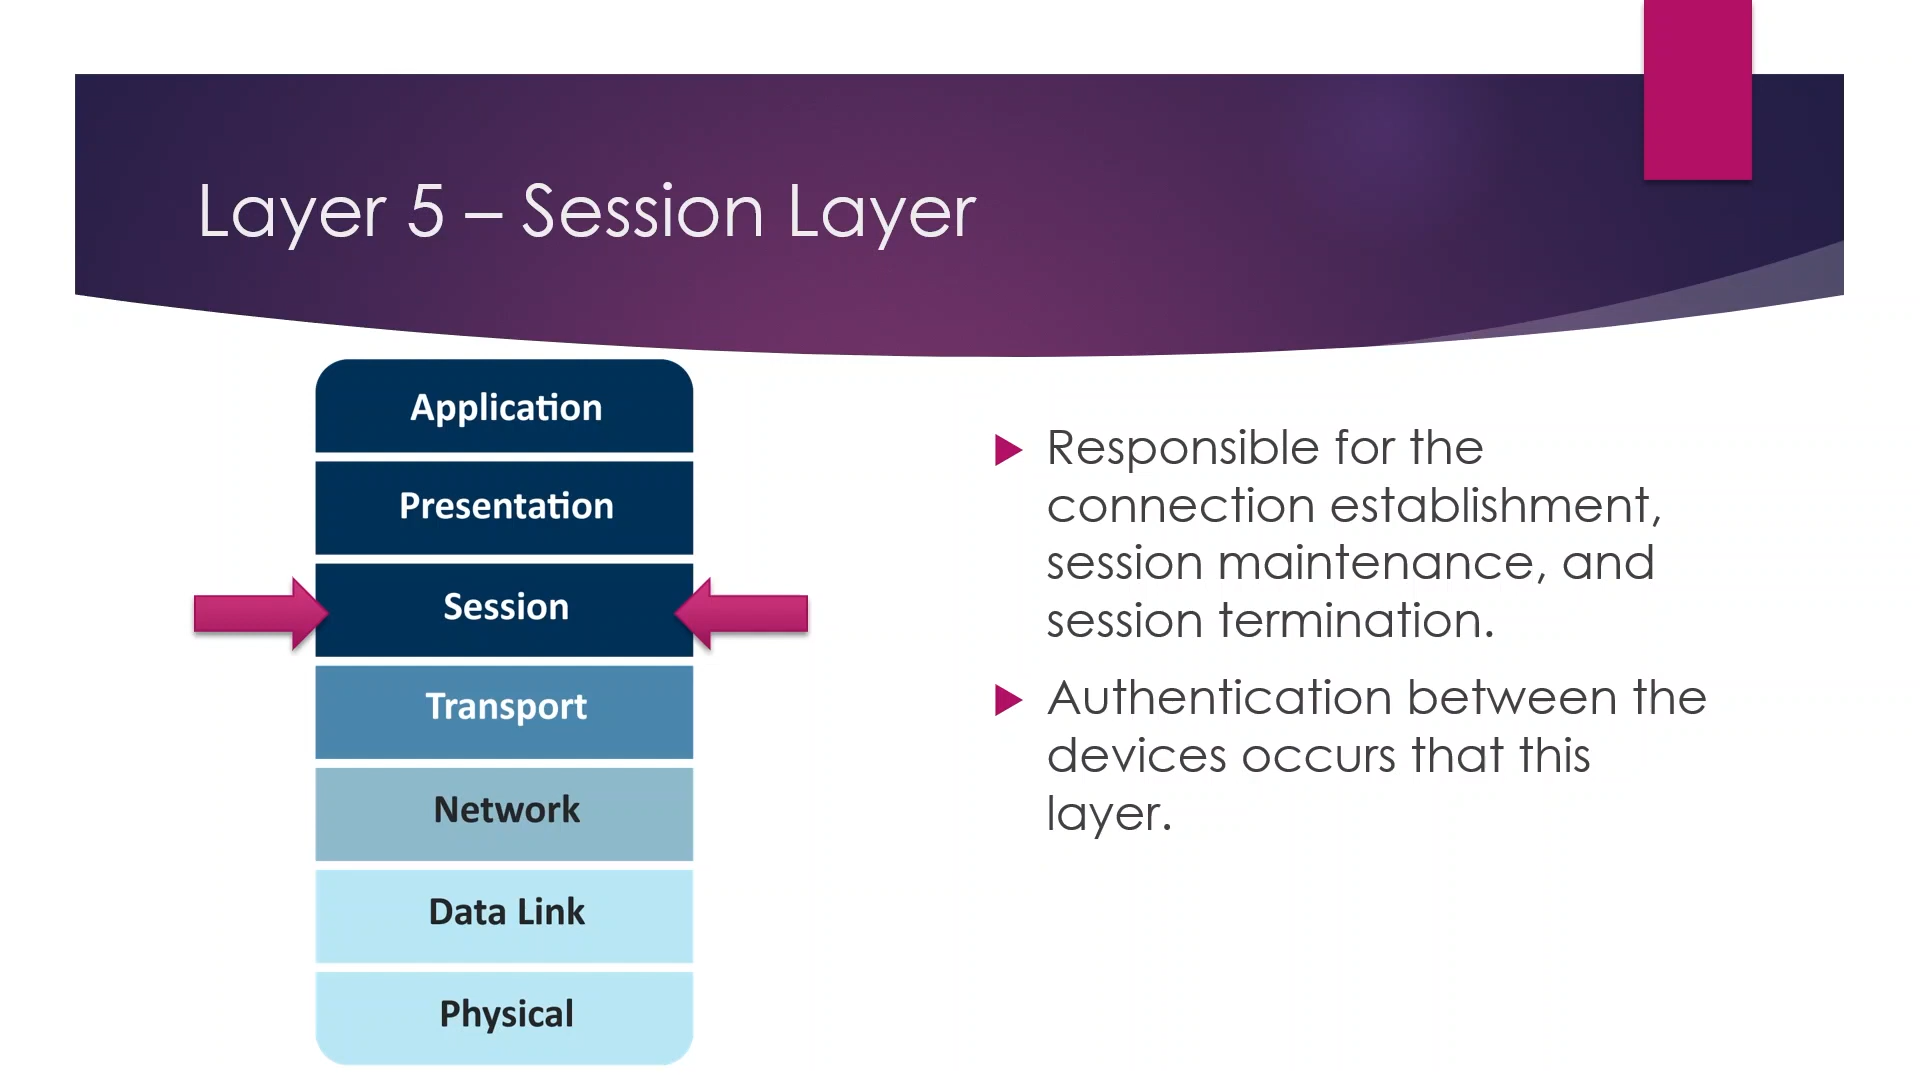 Layer 5 – Session Layer
Application
Presentation
Session
Transport
Network
Data Link
Physical
Responsible for the
connection establishment,
session maintenance, and
session termination.
Authentication between the
devices occurs that this
layer.